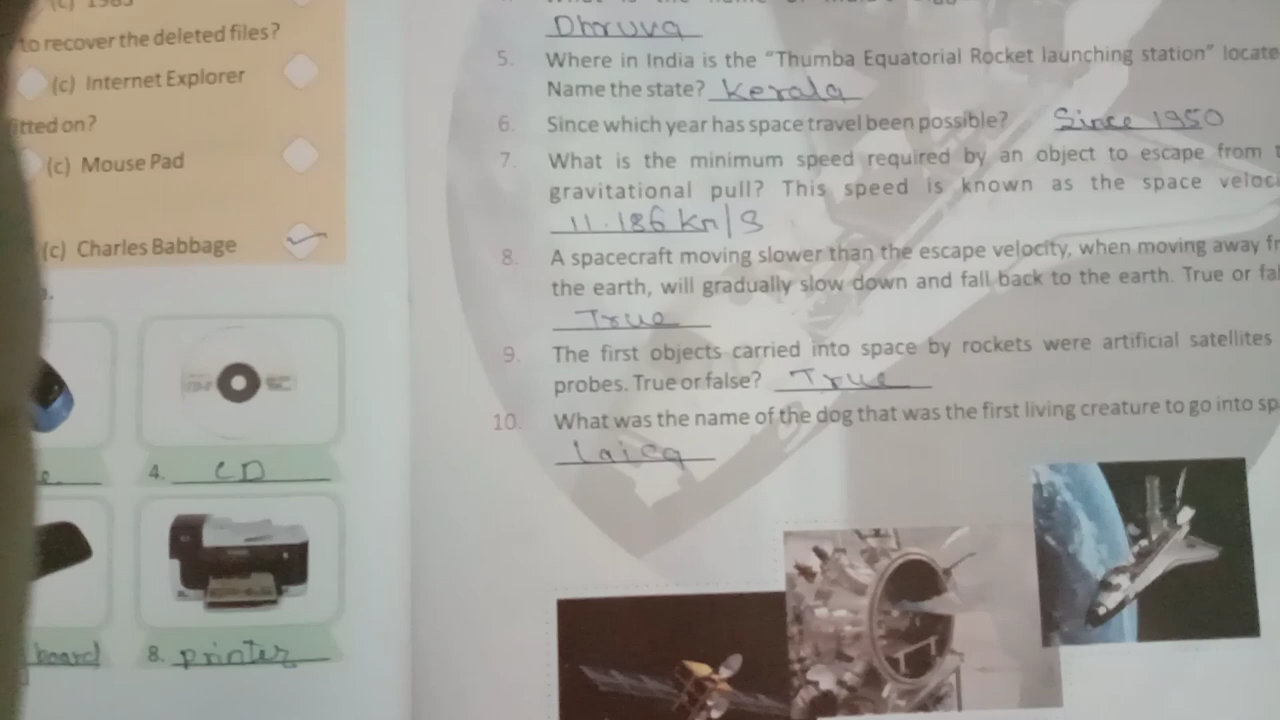 to recover the deleted files?
(c) Internet Explorer
itted on?
(c) Mouse Pad
(c) Charles Babbage
4. CD
board
8. printer
Dhruva
5. Where in India is the "Thumba Equatorial Rocket launching station" locate
Name the state? Kerala
6. Since which year has space travel been possible? Since 1950
7. What is the minimum speed required by an object to escape from t
gravitational pull? This speed is known as the space veloci
11.186 km/s
8. A spacecraft moving slower than the escape velocity, when moving away fr
the earth, will gradually slow down and fall back to the earth. True or fal
True
9. The first objects carried into space by rockets were artificial satellites
probes. True or false? True
10. What was the name of the dog that was the first living creature to go into sp
laica